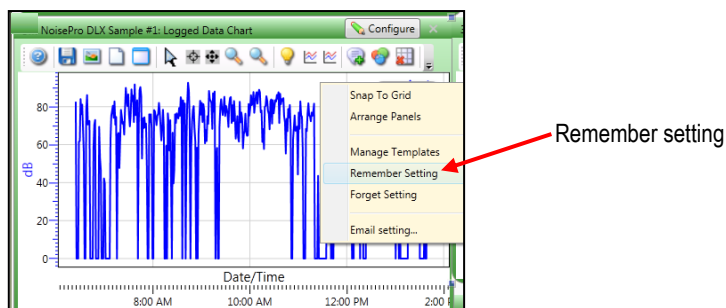 NoisePro DLX Sample #1: Logged Data Chart
Configure
Snap To Grid
Arrange Panels
Manage Templates
Remember Setting
Forget Setting
Email setting...
Remember setting
80
60
dB
40
20
0
Date/Time
8:00 AM 10:00 AM 12:00 PM 2:00